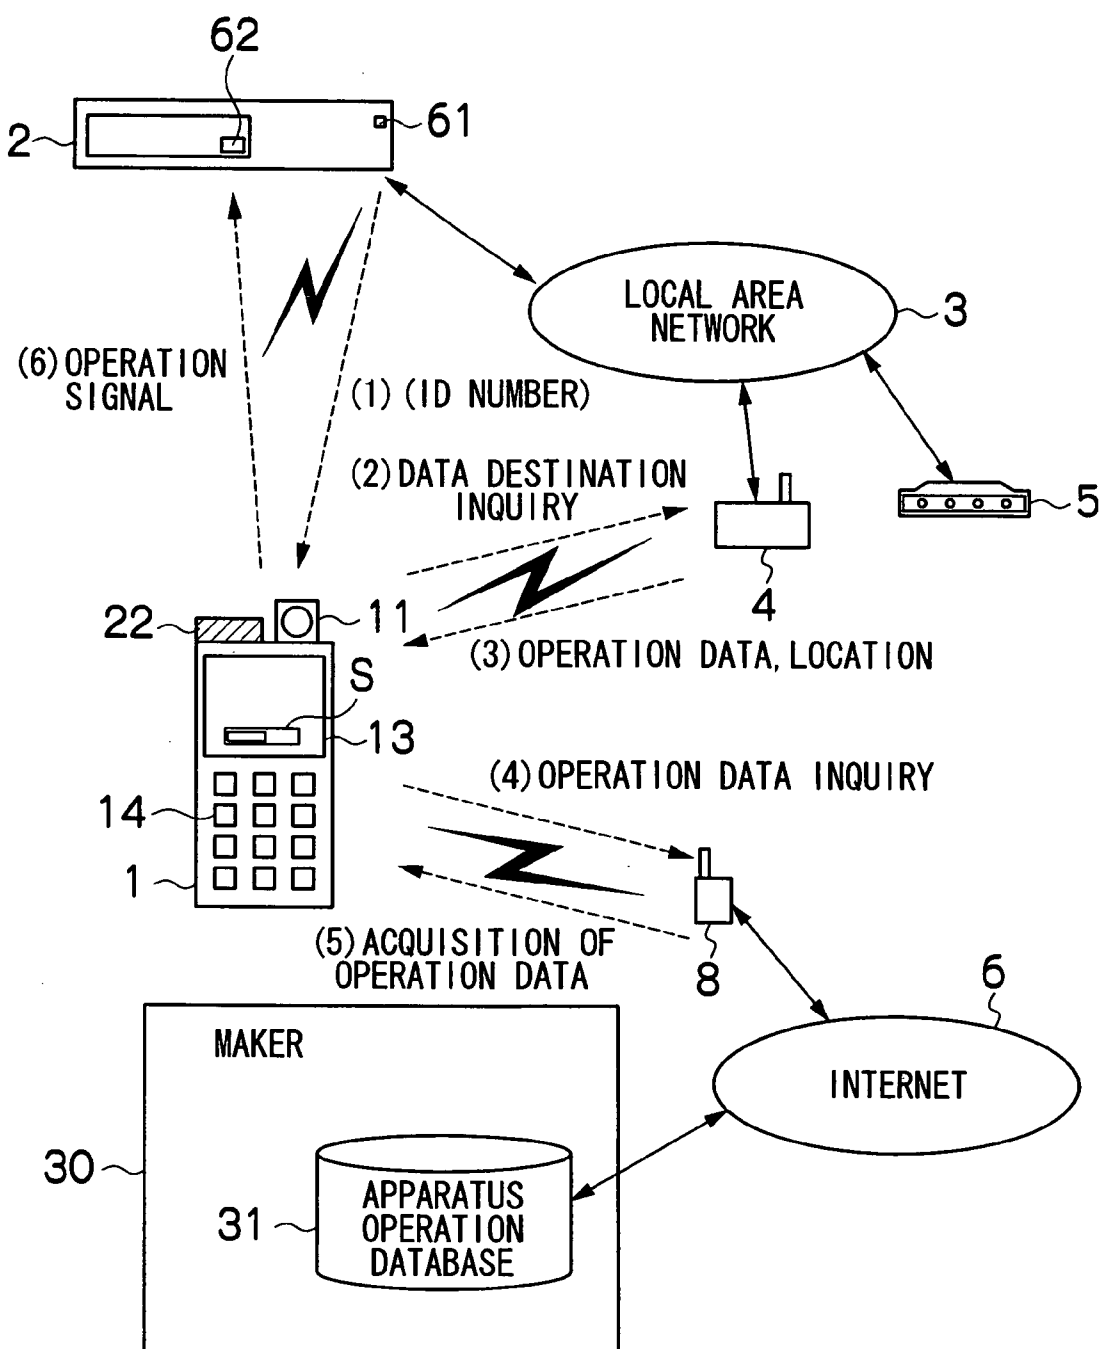 62
61
2
LOCAL AREA
NETWORK
3
(6) OPERATION
SIGNAL
(1) (ID NUMBER)
(2) DATA DESTINATION
INQUIRY
5
4
22
11
(3) OPERATION DATA, LOCATION
S
13
(4) OPERATION DATA INQUIRY
14
1
(5) ACQUISITION OF
OPERATION DATA
8
6
MAKER
INTERNET
30
APPARATUS
OPERATION
DATABASE
31